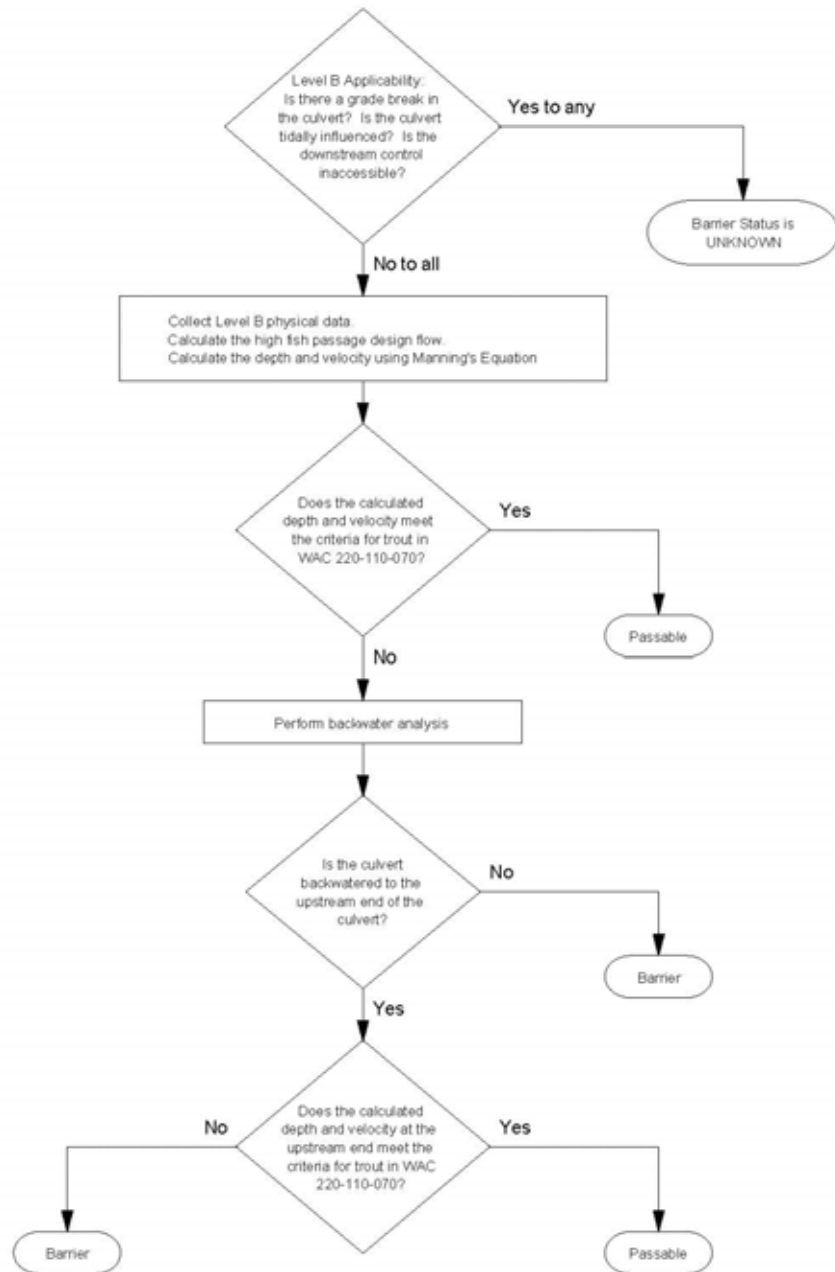 Level B Applicability:
Is there a grade break in
the culvert? Is the culvert
tidally influenced? Is the
downstream control
inaccessible?
Yes to any
Barrier Status is
UNKNOWN
No to all
Collect Level B physical data.
Calculate the high fish passage design flow.
Calculate the depth and velocity using Manning's Equation
Does the calculated
depth and velocity meet
the criteria for trout in
WAC 220-110-070?
Yes
Passable
No
Perform backwater analysis
Is the culvert
backwatered to the
upstream end of the
culvert?
No
Barrier
Yes
Does the calculated
depth and velocity at the
upstream end meet the
criteria for trout in WAC
220-110-070?
No
Yes
Barrier
Passable